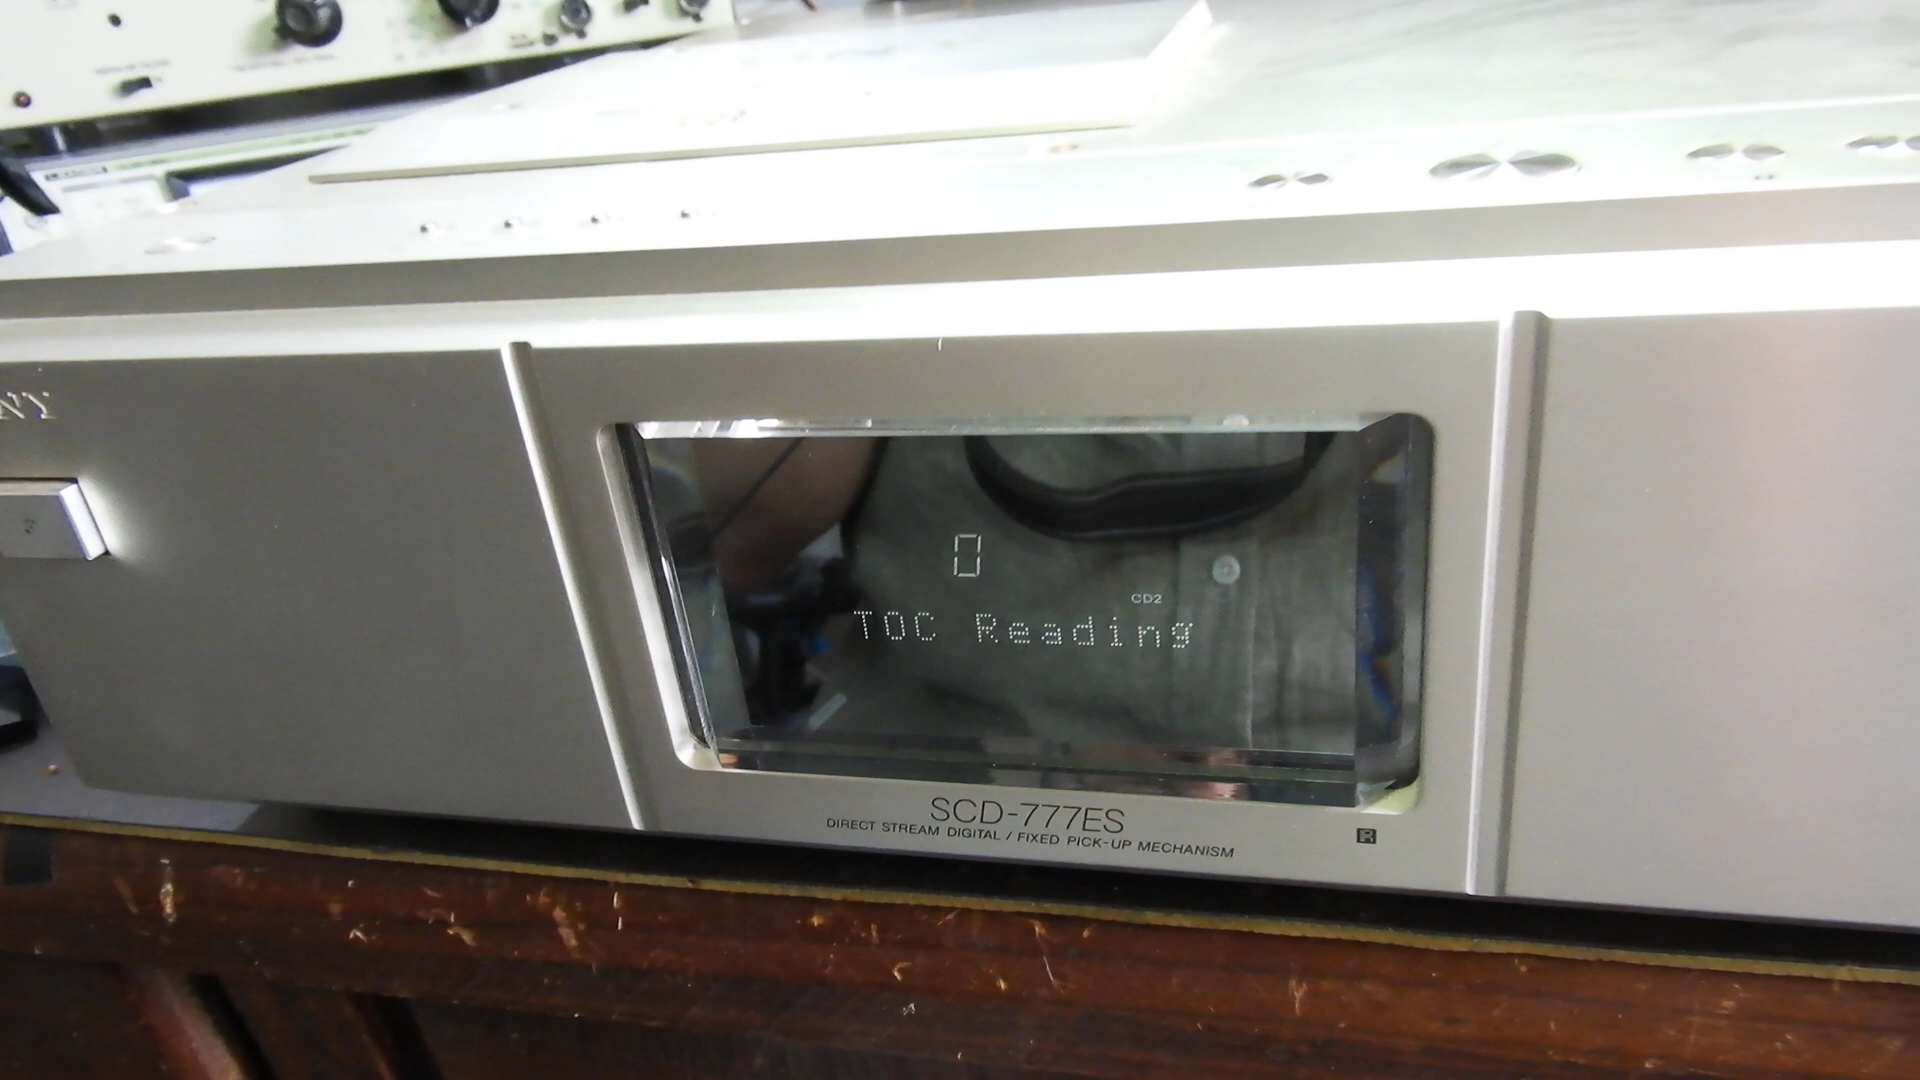 NY
0
CD2
TOC Reading
SCD-777ES
DIRECT STREAM DIGITAL / FIXED PICK-UP MECHANISM
R